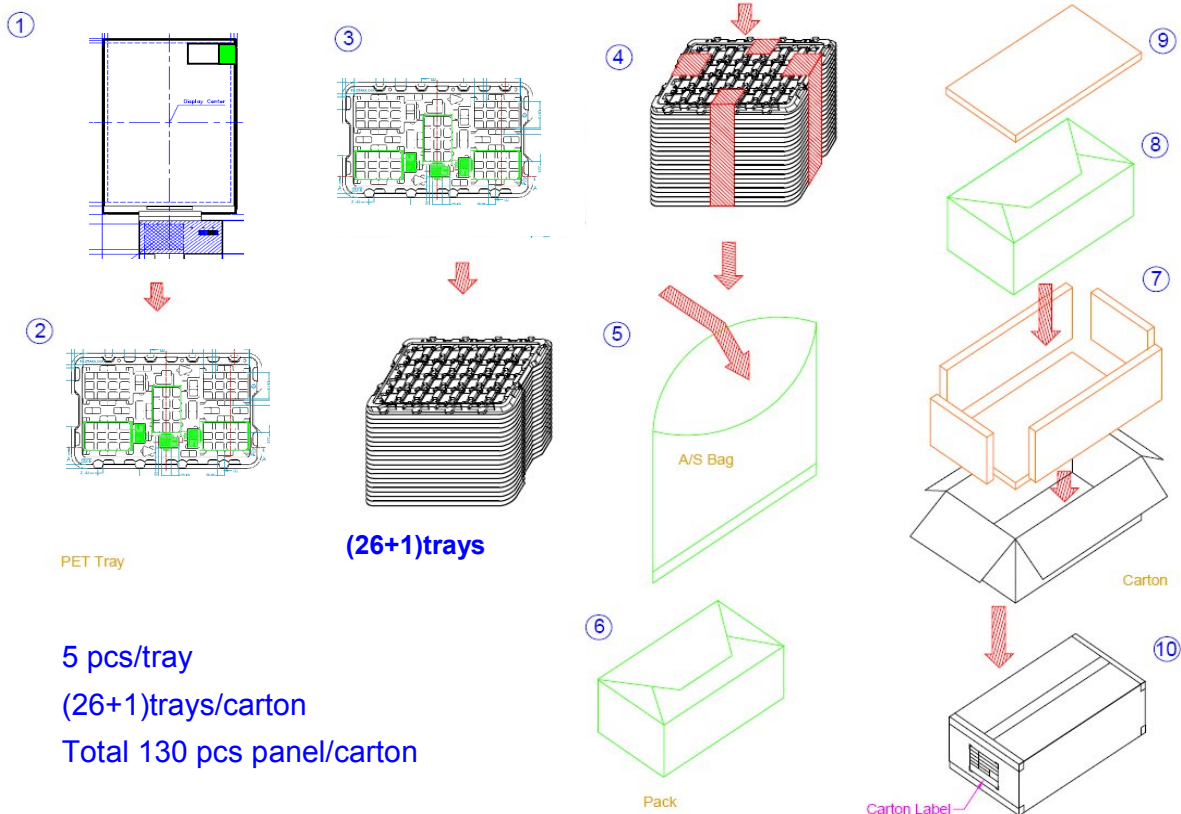 1
Display Center
2
PET Tray
5 pcs/tray
(26+1)trays/carton
Total 130 pcs panel/carton
3
(26+1)trays
4
5
A/S Bag
6
Pack
9
8
7
Carton
10
Carton Label